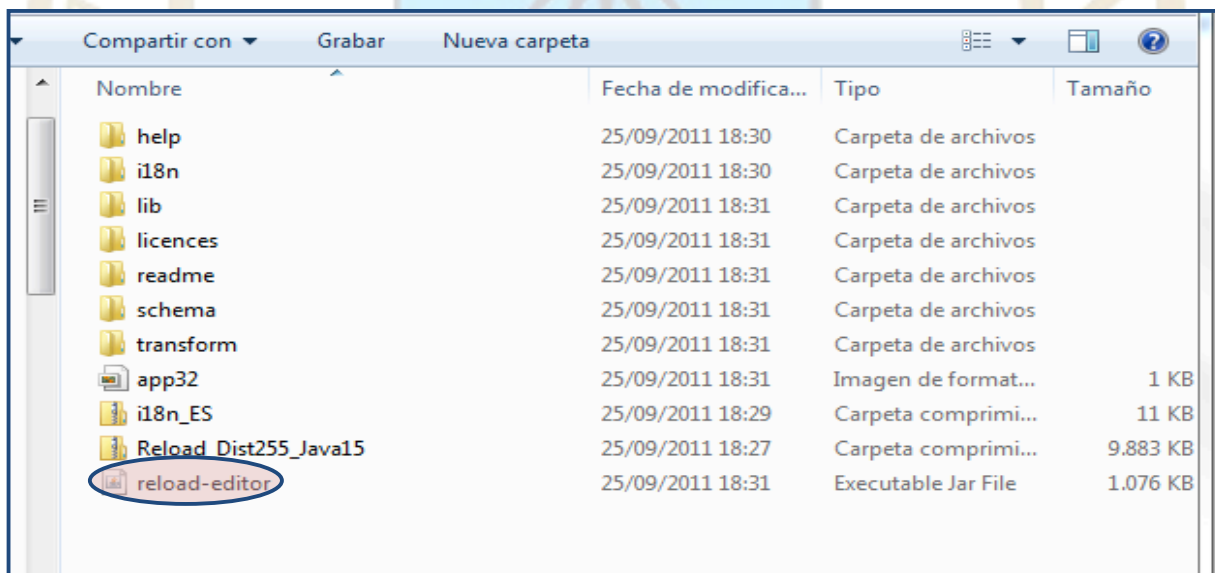 Compartir con Grabar Nueva carpeta
Nombre Fecha de modifica... Tipo Tamaño
help 25/09/2011 18:30 Carpeta de archivos
i18n 25/09/2011 18:30 Carpeta de archivos
lib 25/09/2011 18:31 Carpeta de archivos
licences 25/09/2011 18:31 Carpeta de archivos
readme 25/09/2011 18:31 Carpeta de archivos
schema 25/09/2011 18:31 Carpeta de archivos
transform 25/09/2011 18:31 Carpeta de archivos
app32 25/09/2011 18:31 Imagen de format... 1 KB
i18n_ES 25/09/2011 18:29 Carpeta comprimi... 11 KB
Reload_Dist255_Java15 25/09/2011 18:27 Carpeta comprimi... 9.883 KB
reload-editor 25/09/2011 18:31 Executable Jar File 1.076 KB